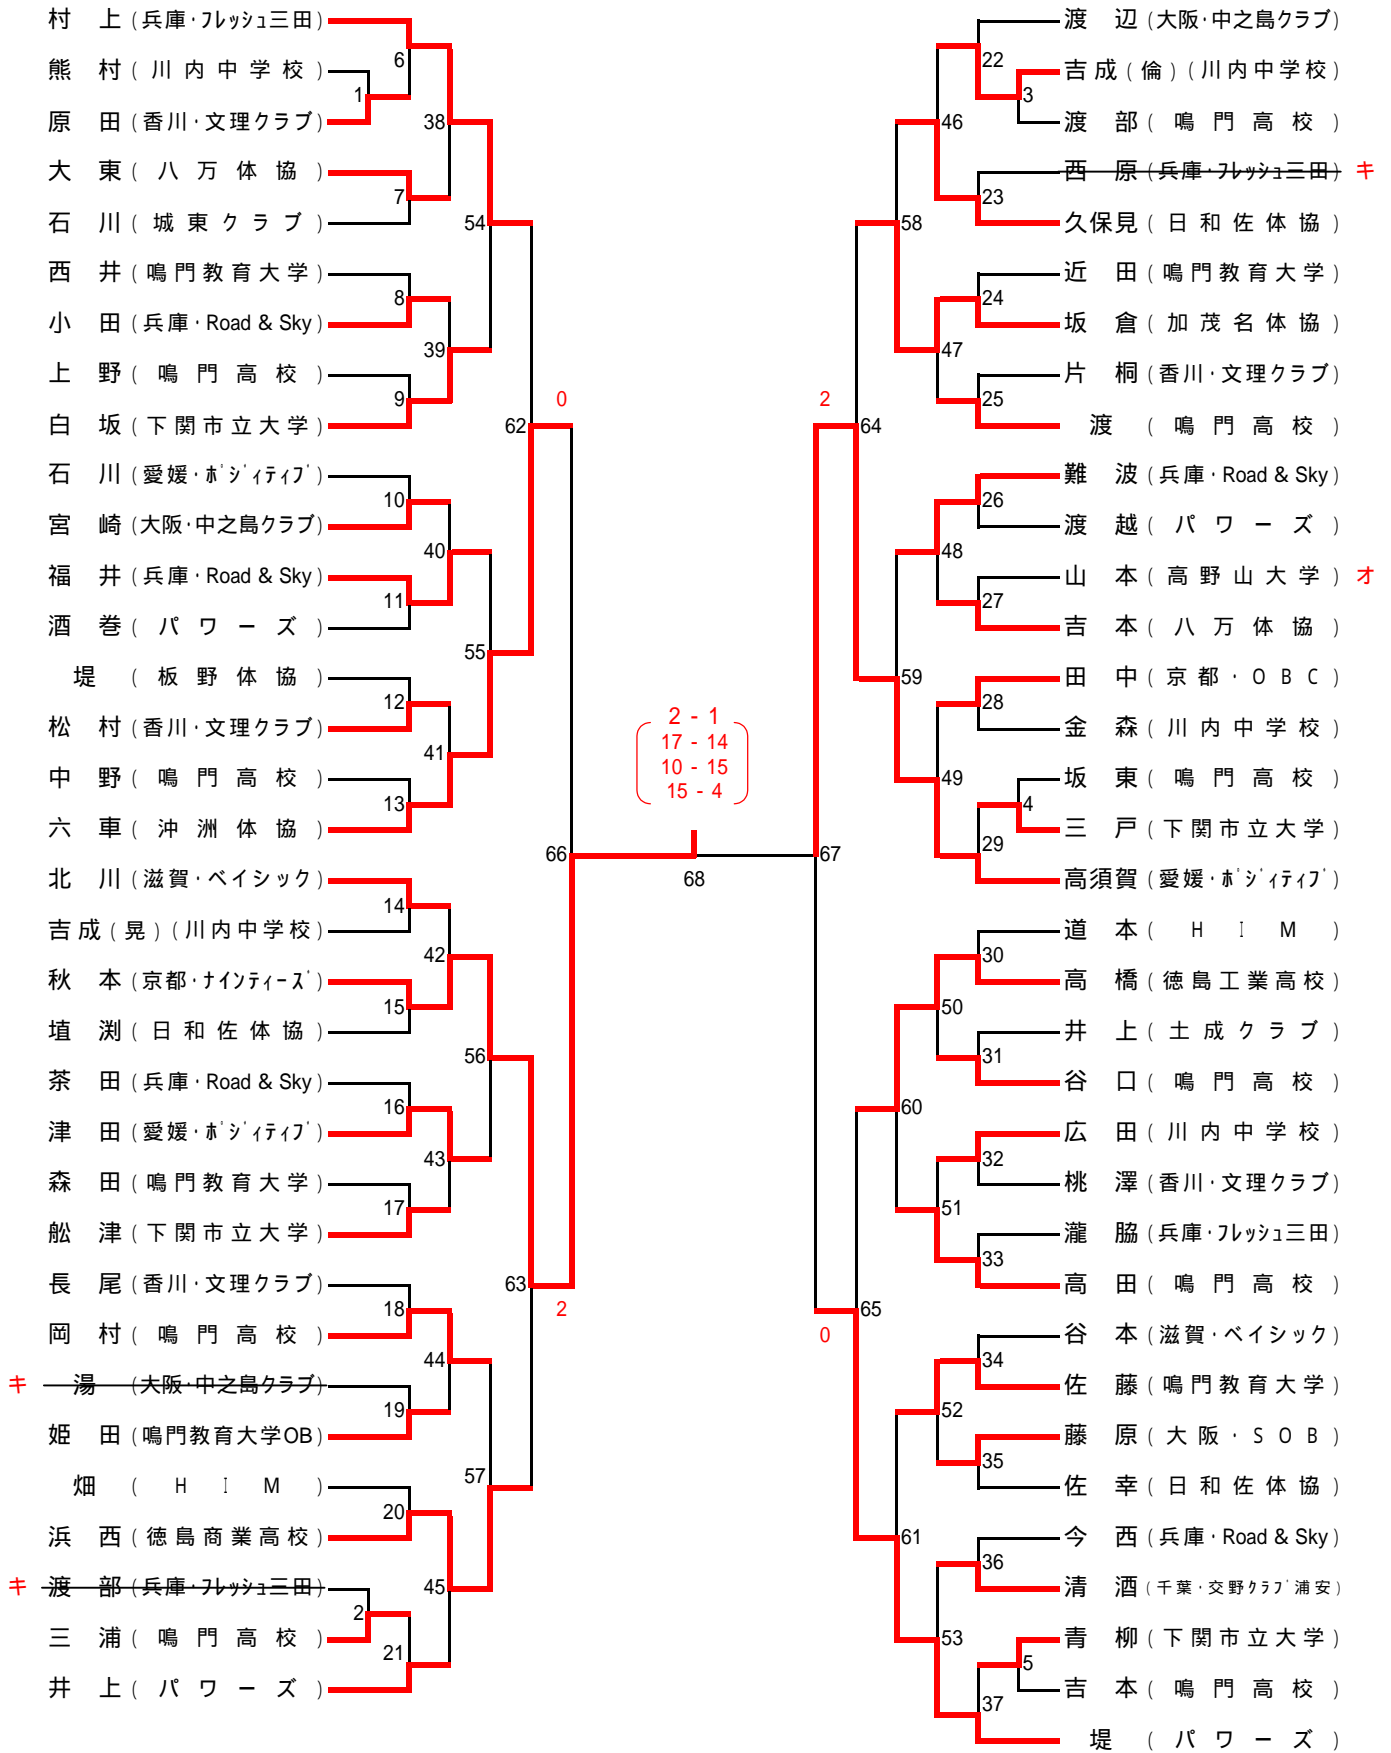 村 上 (兵庫・フレッシュ三田)
6
熊 村 ( 川 内 中 学 校 )
1
原 田 (香川・文理クラブ)
38
大 東 ( 八 万 体 協 )
7
石 川 ( 城 東 ク ラ ブ )
54
西 井 (鳴門教育大学)
8
小 田 (兵庫・Road & Sky)
39
上 野 ( 鳴 門 高 校 )
9
白 坂 (下関市立大学)
62
0
石 川 (愛媛・ポジィティブ)
10
宮 崎 (大阪・中之島クラブ)
40
福 井 (兵庫・Road & Sky)
11
酒 巻 ( パ ワ ー ズ )
55
堤 ( 板 野 体 協 )
12
松 村 (香川・文理クラブ)
41
中 野 ( 鳴 門 高 校 )
13
六 車 ( 沖 洲 体 協 )
66
北 川 (滋賀・ベイシック)
14
吉 成 ( 晃 ) (川内中学校)
42
秋 本 (京都・ナインティーズ)
15
埴 渕 ( 日 和 佐 体 協 )
56
茶 田 (兵庫・Road & Sky)
16
津 田 (愛媛・ポジィティブ)
43
森 田 (鳴門教育大学)
17
舩 津 (下関市立大学)
63
2
長 尾 (香川・文理クラブ)
18
岡 村 ( 鳴 門 高 校 )
44
キ 湯 (大阪・中之島クラブ)
19
姫 田 (鳴門教育大学OB)
57
畑 ( H I M )
20
浜 西 (徳島商業高校)
45
キ 渡 部 (兵庫・フレッシュ三田)
2
三 浦 ( 鳴 門 高 校 )
21
井 上 ( パ ワ ー ズ )
2 - 1
17 - 14
10 - 15
15 - 4
68
渡 辺 (大阪・中之島クラブ)
22
吉 成 ( 倫 ) (川内中学校)
3
渡 部 ( 鳴 門 高 校 )
46
西 原 (兵庫・フレッシュ三田) キ
23
久保見 ( 日 和 佐 体 協 )
58
近 田 (鳴門教育大学)
24
坂 倉 ( 加 茂 名 体 協 )
47
片 桐 (香川・文理クラブ)
25
渡 ( 鳴 門 高 校 )
2
64
難 波 (兵庫・Road & Sky)
26
渡 越 ( パ ワ ー ズ )
48
山 本 ( 高 野 山 大 学 ) オ
27
吉 本 ( 八 万 体 協 )
59
田 中 ( 京 都 ・ O B C )
28
金 森 ( 川 内 中 学 校 )
49
坂 東 ( 鳴 門 高 校 )
4
三 戸 (下関市立大学)
29
高須賀 (愛媛・ポジィティブ)
67
道 本 ( H I M )
30
高 橋 (徳島工業高校)
50
井 上 ( 土 成 ク ラ ブ )
31
谷 口 ( 鳴 門 高 校 )
60
広 田 ( 川 内 中 学 校 )
32
桃 澤 (香川・文理クラブ)
51
瀧 脇 (兵庫・フレッシュ三田)
33
高 田 ( 鳴 門 高 校 )
65
0
谷 本 (滋賀・ベイシック)
34
佐 藤 (鳴門教育大学)
52
藤 原 ( 大 阪 ・ S O B )
35
佐 幸 ( 日 和 佐 体 協 )
61
今 西 (兵庫・Road & Sky)
36
清 酒 (千葉・交野クラブ浦安)
53
青 柳 (下関市立大学)
5
吉 本 ( 鳴 門 高 校 )
37
堤 ( パ ワ ー ズ )